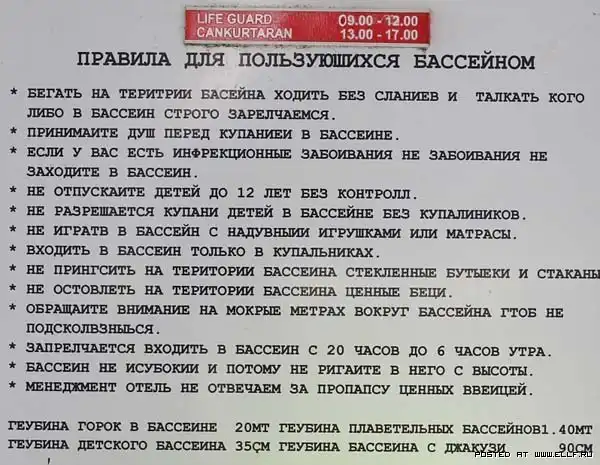 LIFE GUARD 09.00 - 12.00
CANKURTARAN 13.00 - 17.00
ПРАВИЛА ДЛЯ ПОЛЬЗУЮШИХСЯ БАССЕЙНОМ
* БЕГАТЬ НА ТЕРИТРИИ БАСЕЙНА ХОДИТЬ БЕЗ СЛАНИЕВ И ТАЛКАТЬ КОГО
ЛИБО В БАССЕИН СТРОГО ЗАРЕЛЧАЕМСЯ.
* ПРИНИМАИТЕ ДУШ ПЕРЕД КУПАНИЕИ В БАССЕИНЕ.
* ЕСЛИ У ВАС ЕСТЬ ИНФРЕКЦИОННЫЕ ЗАБОИВАНИЯ НЕ ЗАБОИВАНИЯ НЕ
ЗАХОДИТЕ В БАССЕИН.
* НЕ ОТПУСКАИТЕ ДЕТЕЙ ДО 12 ЛЕТ БЕЗ КОНТРОЛЛ.
* НЕ РАЗРЕШАЕТСЯ КУПАНИ ДЕТЕЙ В БАССЕЙНЕ БЕЗ КУПАЛИНИКОВ.
* НЕ ИГРАТВ В БАССЕЙН С НАДУВНЫИИ ИГРУШКАМИ ИЛИ МАТРАСЫ.
* ВХОДИТЬ В БАССЕИН ТОЛЬКО В КУПАЛЬНИКАХ.
* НЕ ПРИНГСИТЬ НА ТЕРИТОРИИ БАССЕИНА СТЕКЛЕННЫЕ БУТЫЕКИ И СТАКАНЫ
* НЕ ОСТОВЛЕТЬ НА ТЕРИТОРИИ БАССЕИНА ЦЕННЫЕ БЕЦИ.
* ОБРАЩАИТЕ ВНИМАНИЕ НА МОКРЫЕ МЕТРАХ ВОКРУГ БАССЕЙНА ГТОБ НЕ
ПОДСКОЛВЗНЫЬСЯ.
* ЗАПРЕЛЧАЕТСЯ ВХОДИТЬ В БАССЕИН С 20 ЧАСОВ ДО 6 ЧАСОВ УТРА.
* БАССЕИН НЕ ИСУБОКИИ И ПОТОМУ НЕ РИГАИТЕ В НЕГО С ВЫСОТЫ.
* МЕНЕДЖМЕНТ ОТЕЛЬ НЕ ОТВЕЧАЕМ ЗА ПРОПАПСУ ЦЕННЫХ ВВЕИЦЕЙ.
ГЕУБИНА ГОРОК В БАССЕИНЕ 20МТ ГЕУБИНА ПЛАВЕТЕЛЬНЫХ БАССЕЙНОВ1.40МТ
ГЕУБИНА ДЕТСКОГО БАССЕИНА 35СМ ГЕУБИНА БАССЕИНА С ДЖАКУЗИ 90СМ
POSTED AT WWW.ELLF.RU